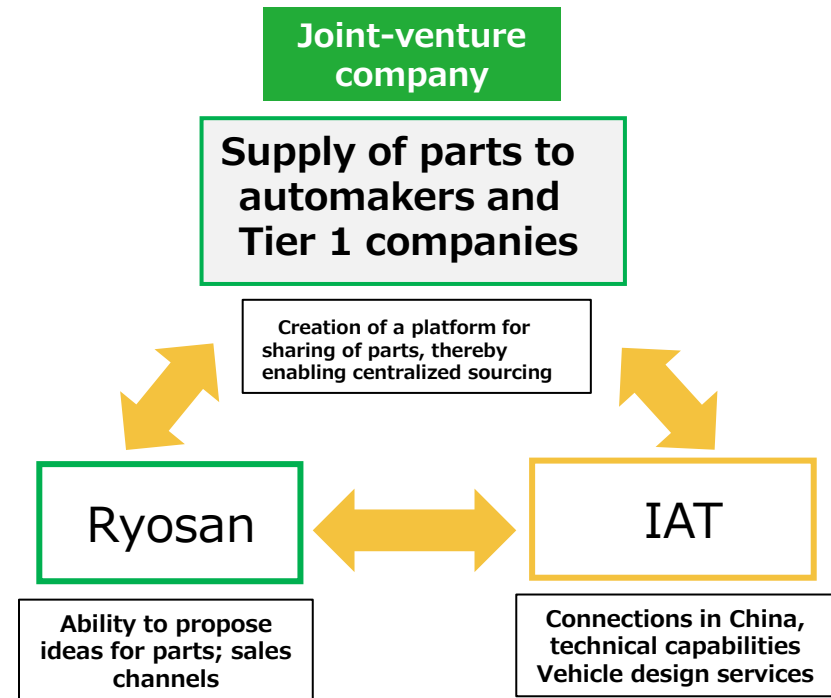 Joint-venture
company
Supply of parts to
automakers and
Tier 1 companies
Creation of a platform for
sharing of parts, thereby
enabling centralized sourcing
Ryosan
IAT
Ability to propose
ideas for parts; sales
channels
Connections in China,
technical capabilities
Vehicle design services